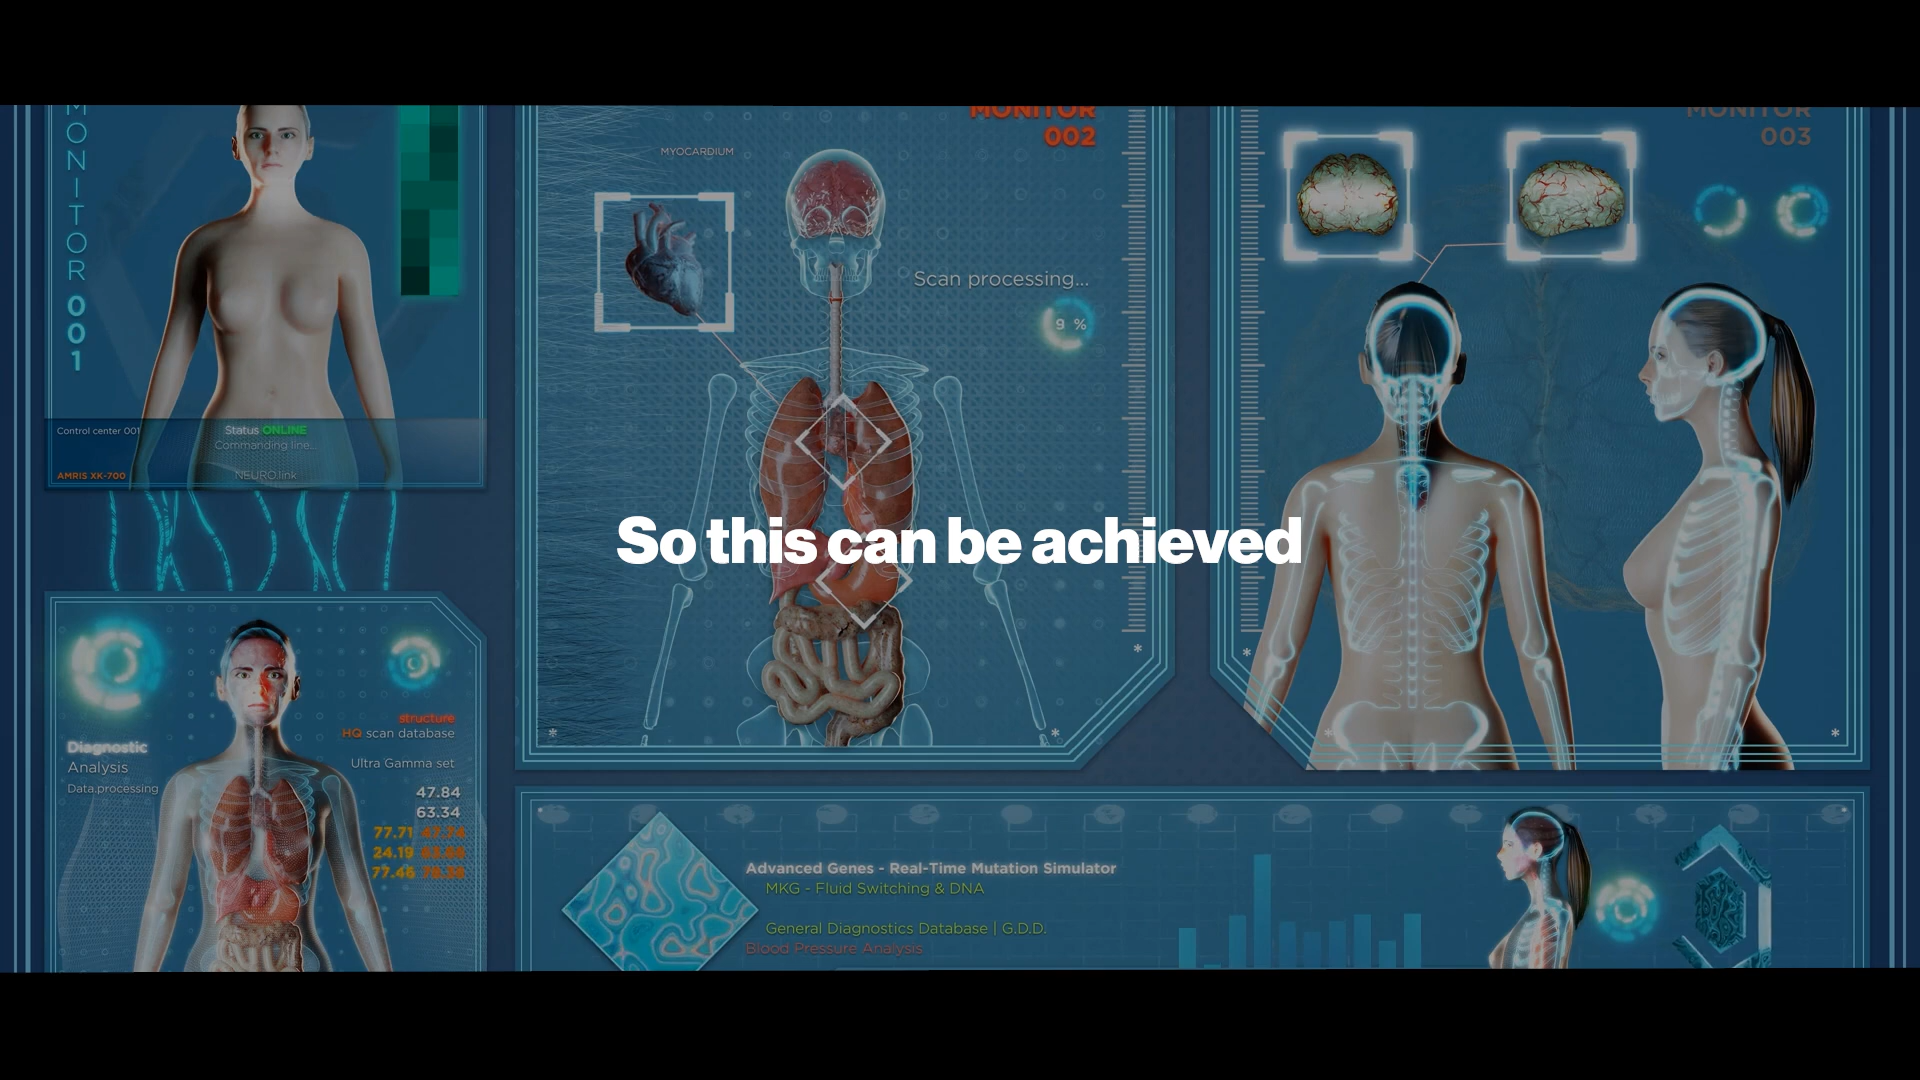 MONITOR
001
Control center 001
Status ONLINE
Commanding line...
AMRIS XK-700
NEURO.link
MONITOR
002
MYOCARDIUM
Scan processing...
9 %
MONITOR
003
So this can be achieved
structure
HQ scan database
Ultra Gamma set
Diagnostic
Analysis
Data.processing
47.84
63.34
77.71
24.19
77.46
Advanced Genes - Real-Time Mutation Simulator
MKG - Fluid Switching & DNA
General Diagnostics Database | G.D.D.
Blood Pressure Analysis